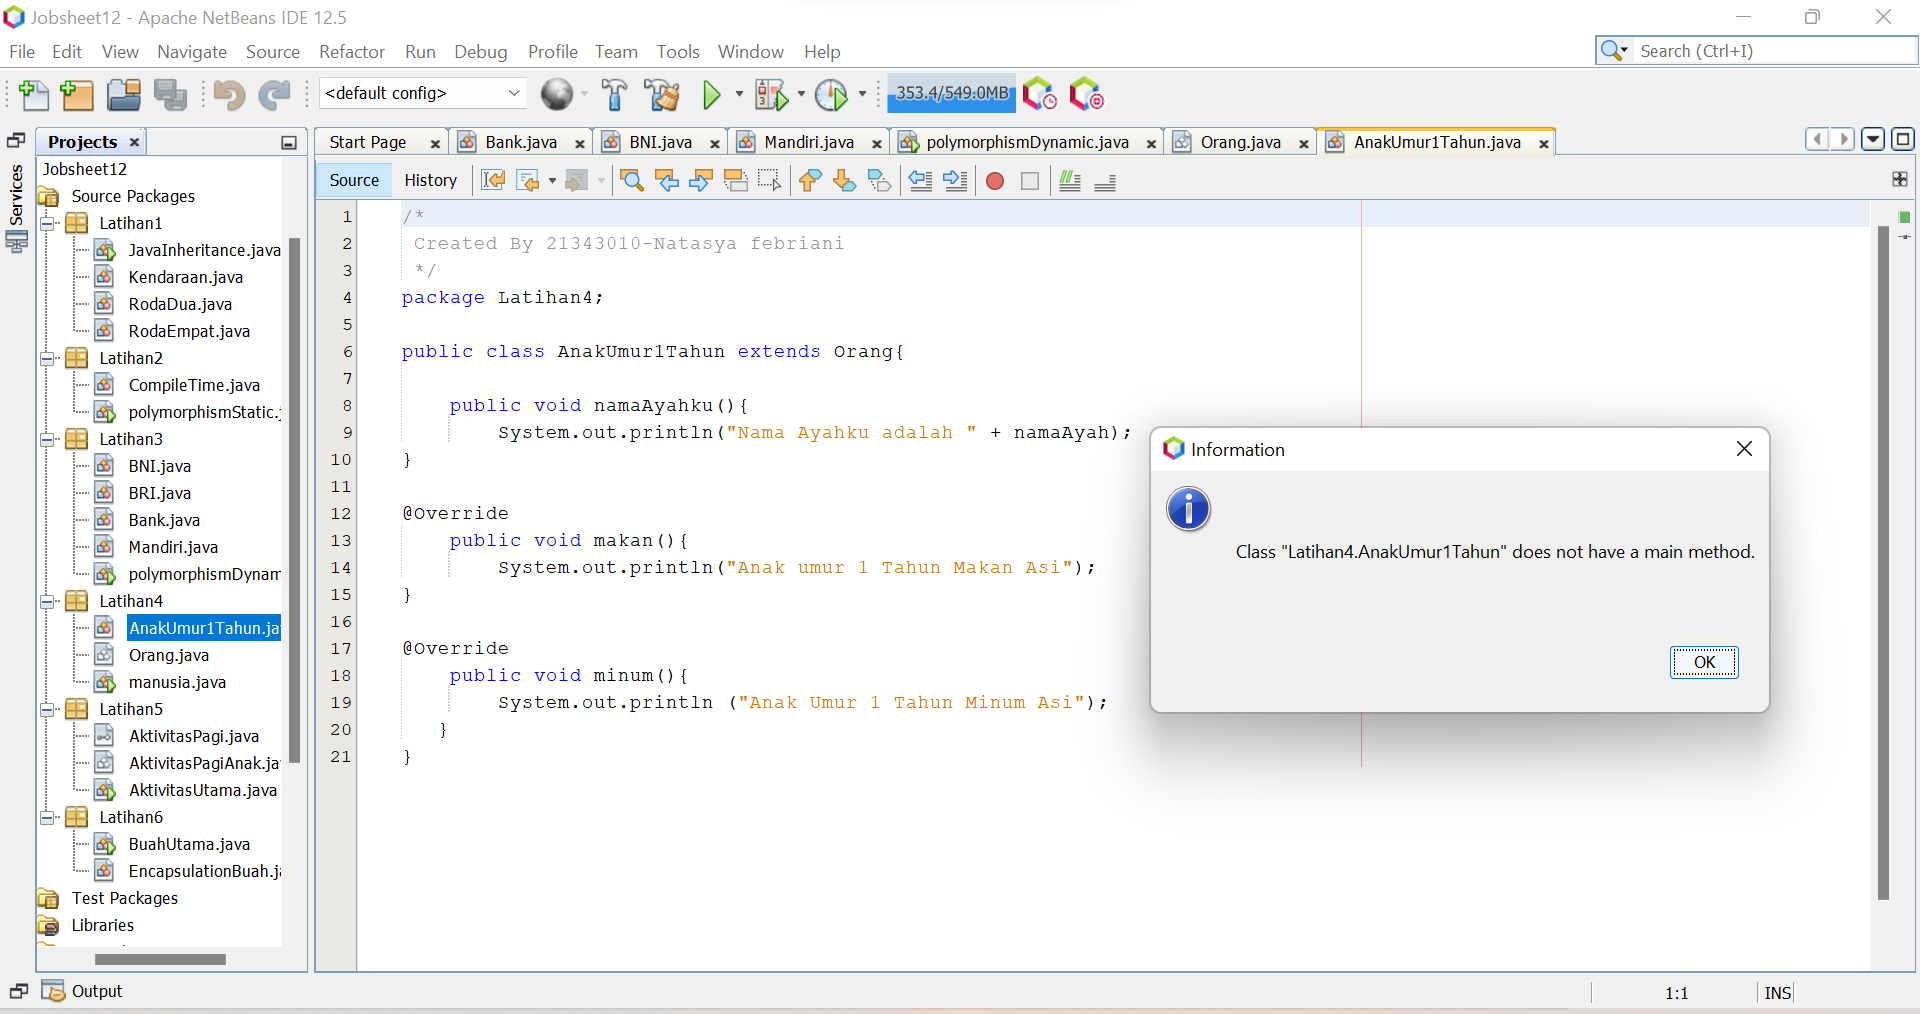 Jobsheet12 - Apache NetBeans IDE 12.5
File Edit View Navigate Source Refactor Run Debug Profile Team Tools Window Help
Search (Ctrl+I)
<default config>
353.4/549.0MB
Services
Projects
Start Page Bank.java BNI.java Mandiri.java polymorphismDynamic.java Orang.java AnakUmur1Tahun.java
Source History
Jobsheet12
Source Packages
Latihan1
JavaInheritance.java
Kendaraan.java
RodaDua.java
RodaEmpat.java
Latihan2
CompileTime.java
polymorphismStatic.j
Latihan3
BNI.java
BRI.java
Bank.java
Mandiri.java
polymorphismDynam
Latihan4
AnakUmur1Tahun.ja
Orang.java
manusia.java
Latihan5
AktivitasPagi.java
AktivitasPagiAnak.ja
AktivitasUtama.java
Latihan6
BuahUtama.java
EncapsulationBuah.j
Test Packages
Libraries
1 /*
2 Created By 21343010-Natasya febriani
3 */
4 package Latihan4;
5
6 public class AnakUmur1Tahun extends Orang{
7
8 public void namaAyahku(){
9 System.out.println("Nama Ayahku adalah " + namaAyah);
10 }
11
12 @Override
13 public void makan(){
14 System.out.println("Anak umur 1 Tahun Makan Asi");
15 }
16
17 @Override
18 public void minum(){
19 System.out.println ("Anak Umur 1 Tahun Minum Asi");
20 }
21 }
Information
Class "Latihan4.AnakUmur1Tahun" does not have a main method.
OK
Output
1:1 INS